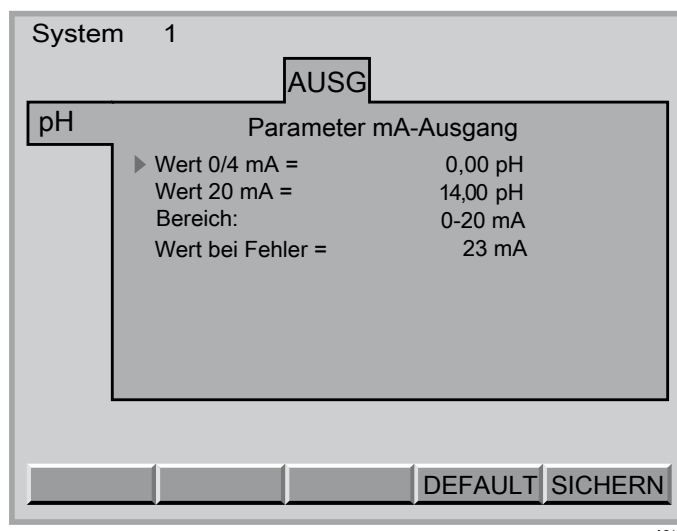 System 1
AUSG
pH
Parameter mA-Ausgang
Wert 0/4 mA = 0,00 pH
Wert 20 mA = 14,00 pH
Bereich: 0-20 mA
Wert bei Fehler = 23 mA
DEFAULT SICHERN